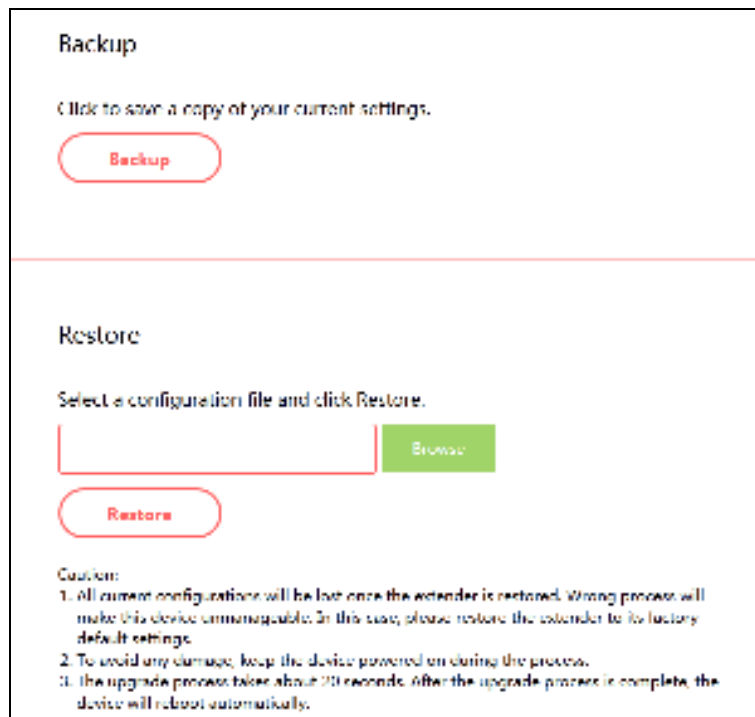 Backup
Click to save a copy of your current settings.
Backup
Restore
Select a configuration file and click Restore.
Browse
Restore
Caution:
1. All current configurations will be lost once the extender is restored. Wrong process will
make this device unmanageable. In this case, please restore the extender to its factory
default settings.
2. To avoid any damage, keep the device powered on during the process.
3. The upgrade process takes about 20 seconds. After the upgrade process is complete, the
device will reboot automatically.